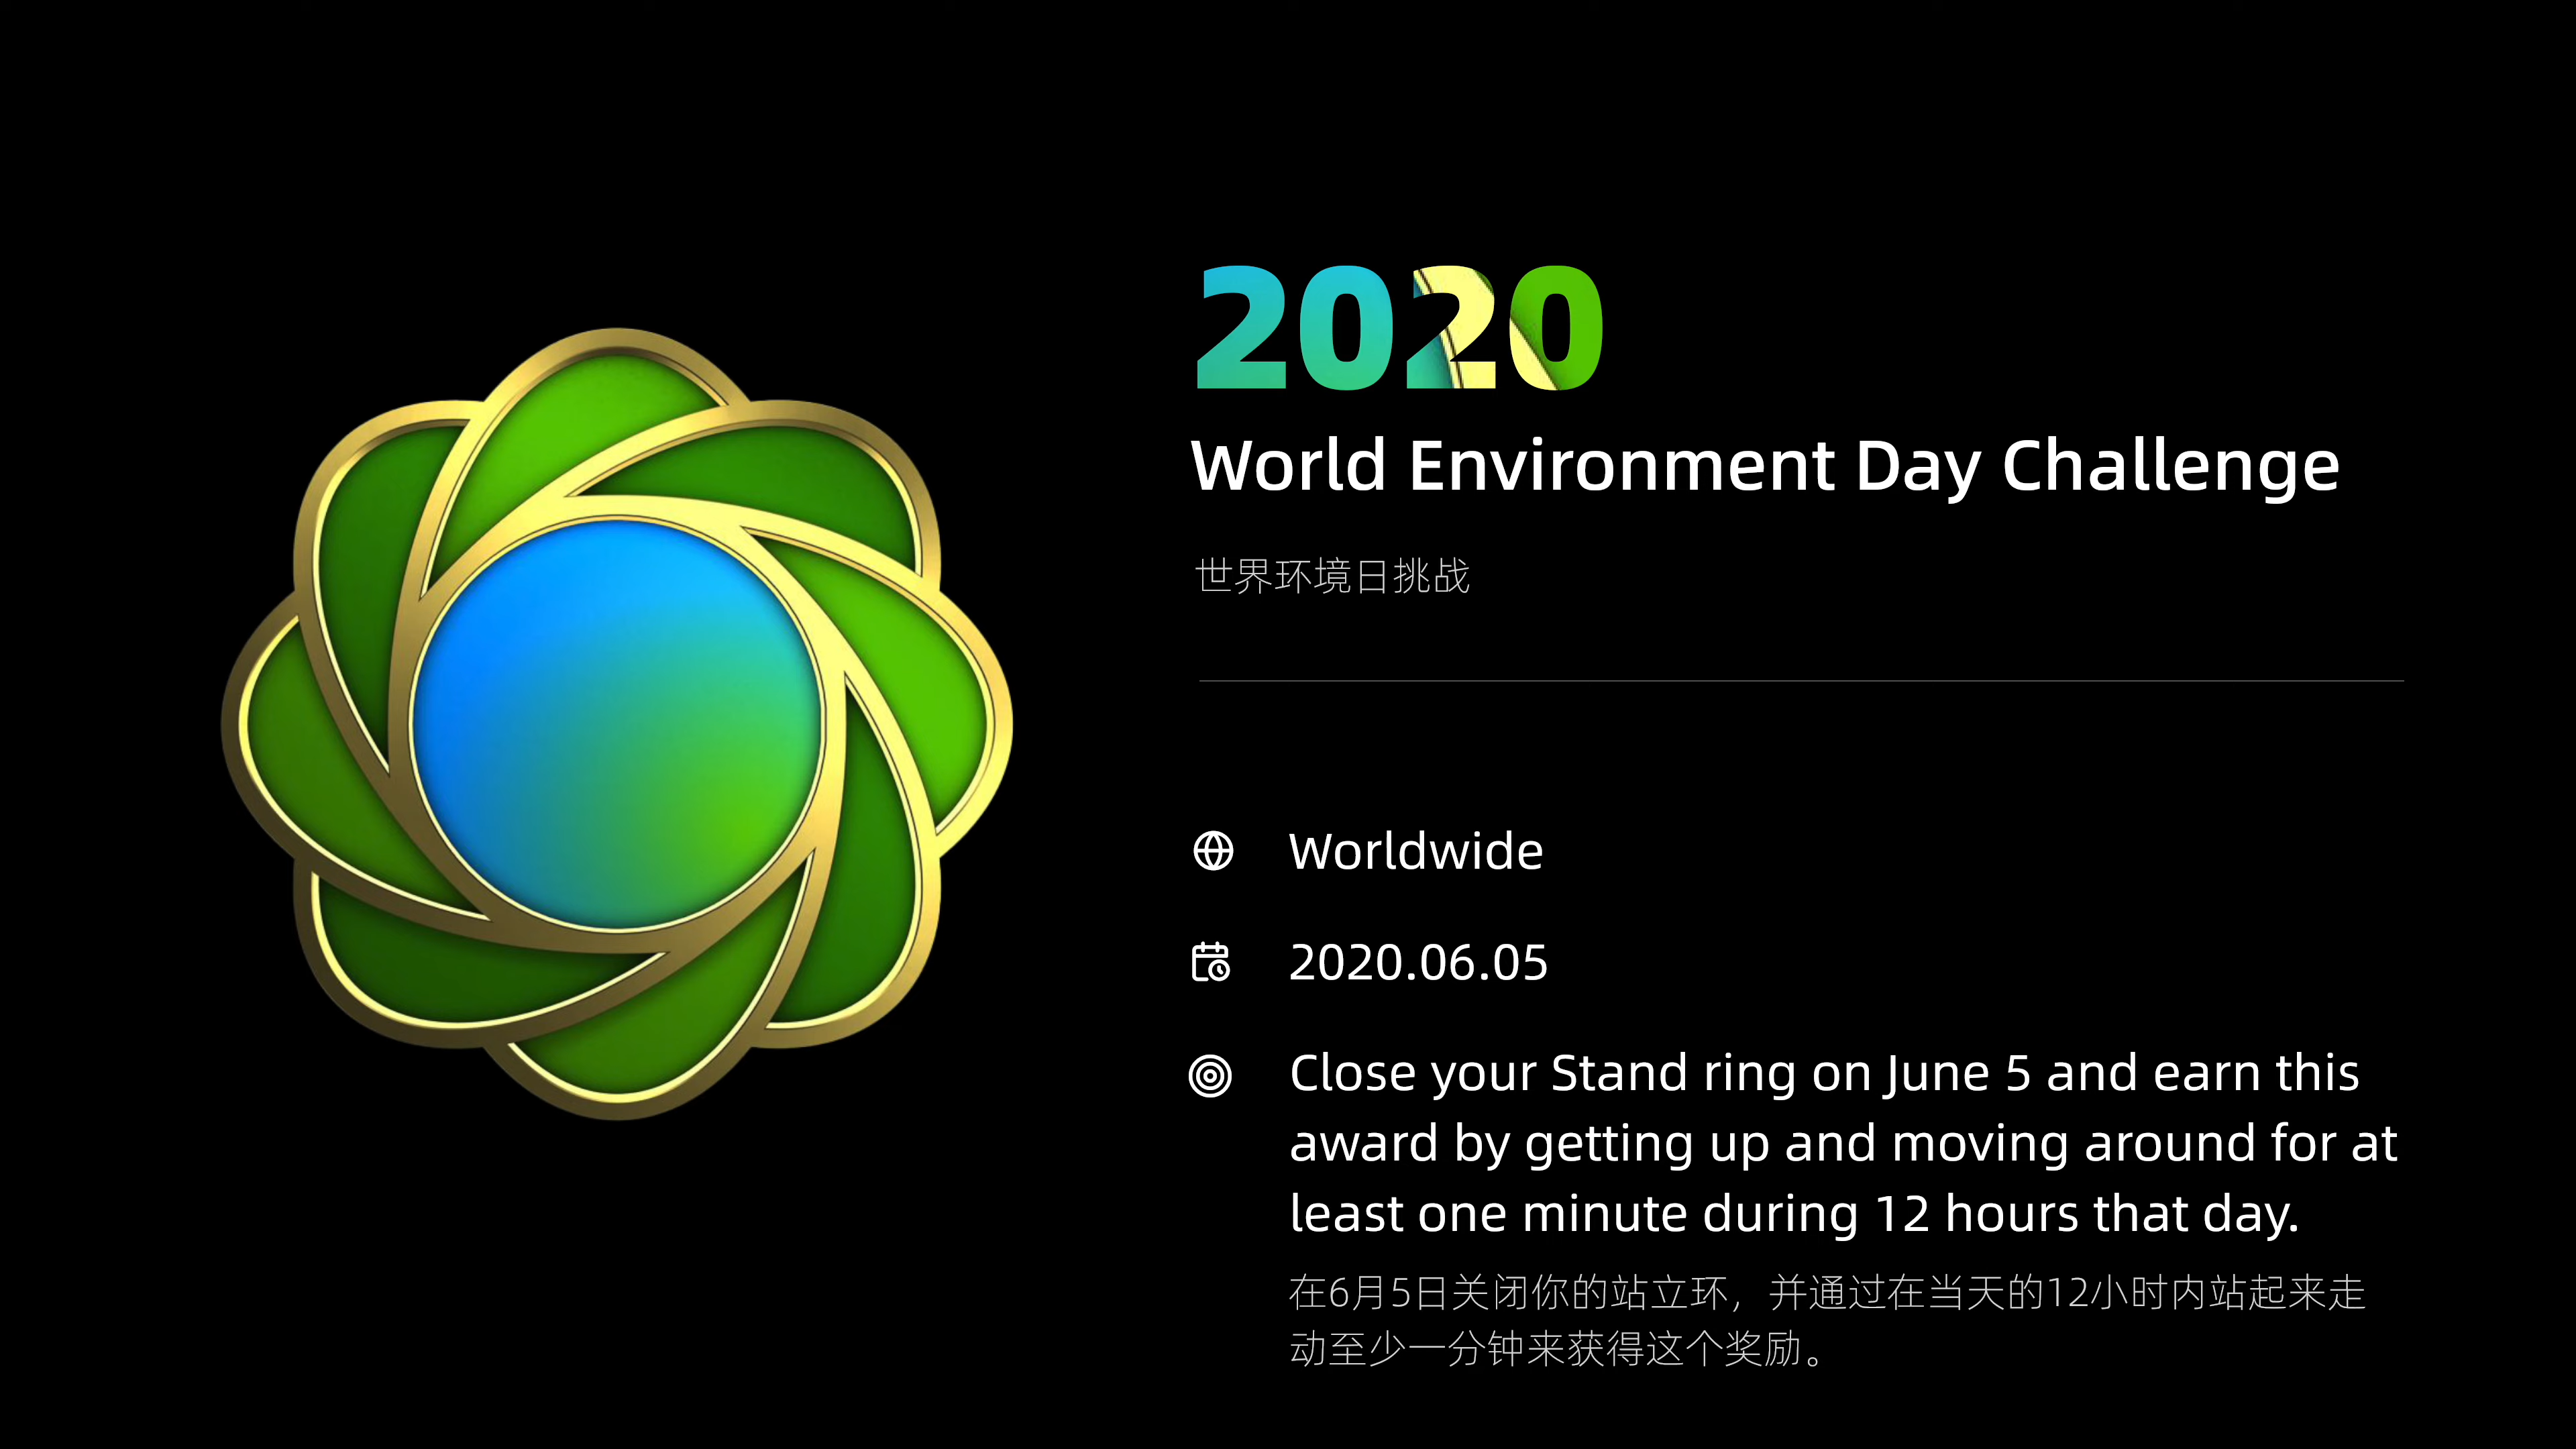 2020
World Environment Day Challenge
世界环境日挑战
Worldwide
2020.06.05
Close your Stand ring on June 5 and earn this
award by getting up and moving around for at
least one minute during 12 hours that day.
在6月5日关闭你的站立环，并通过在当天的12小时内站起来走
动至少一分钟来获得这个奖励。